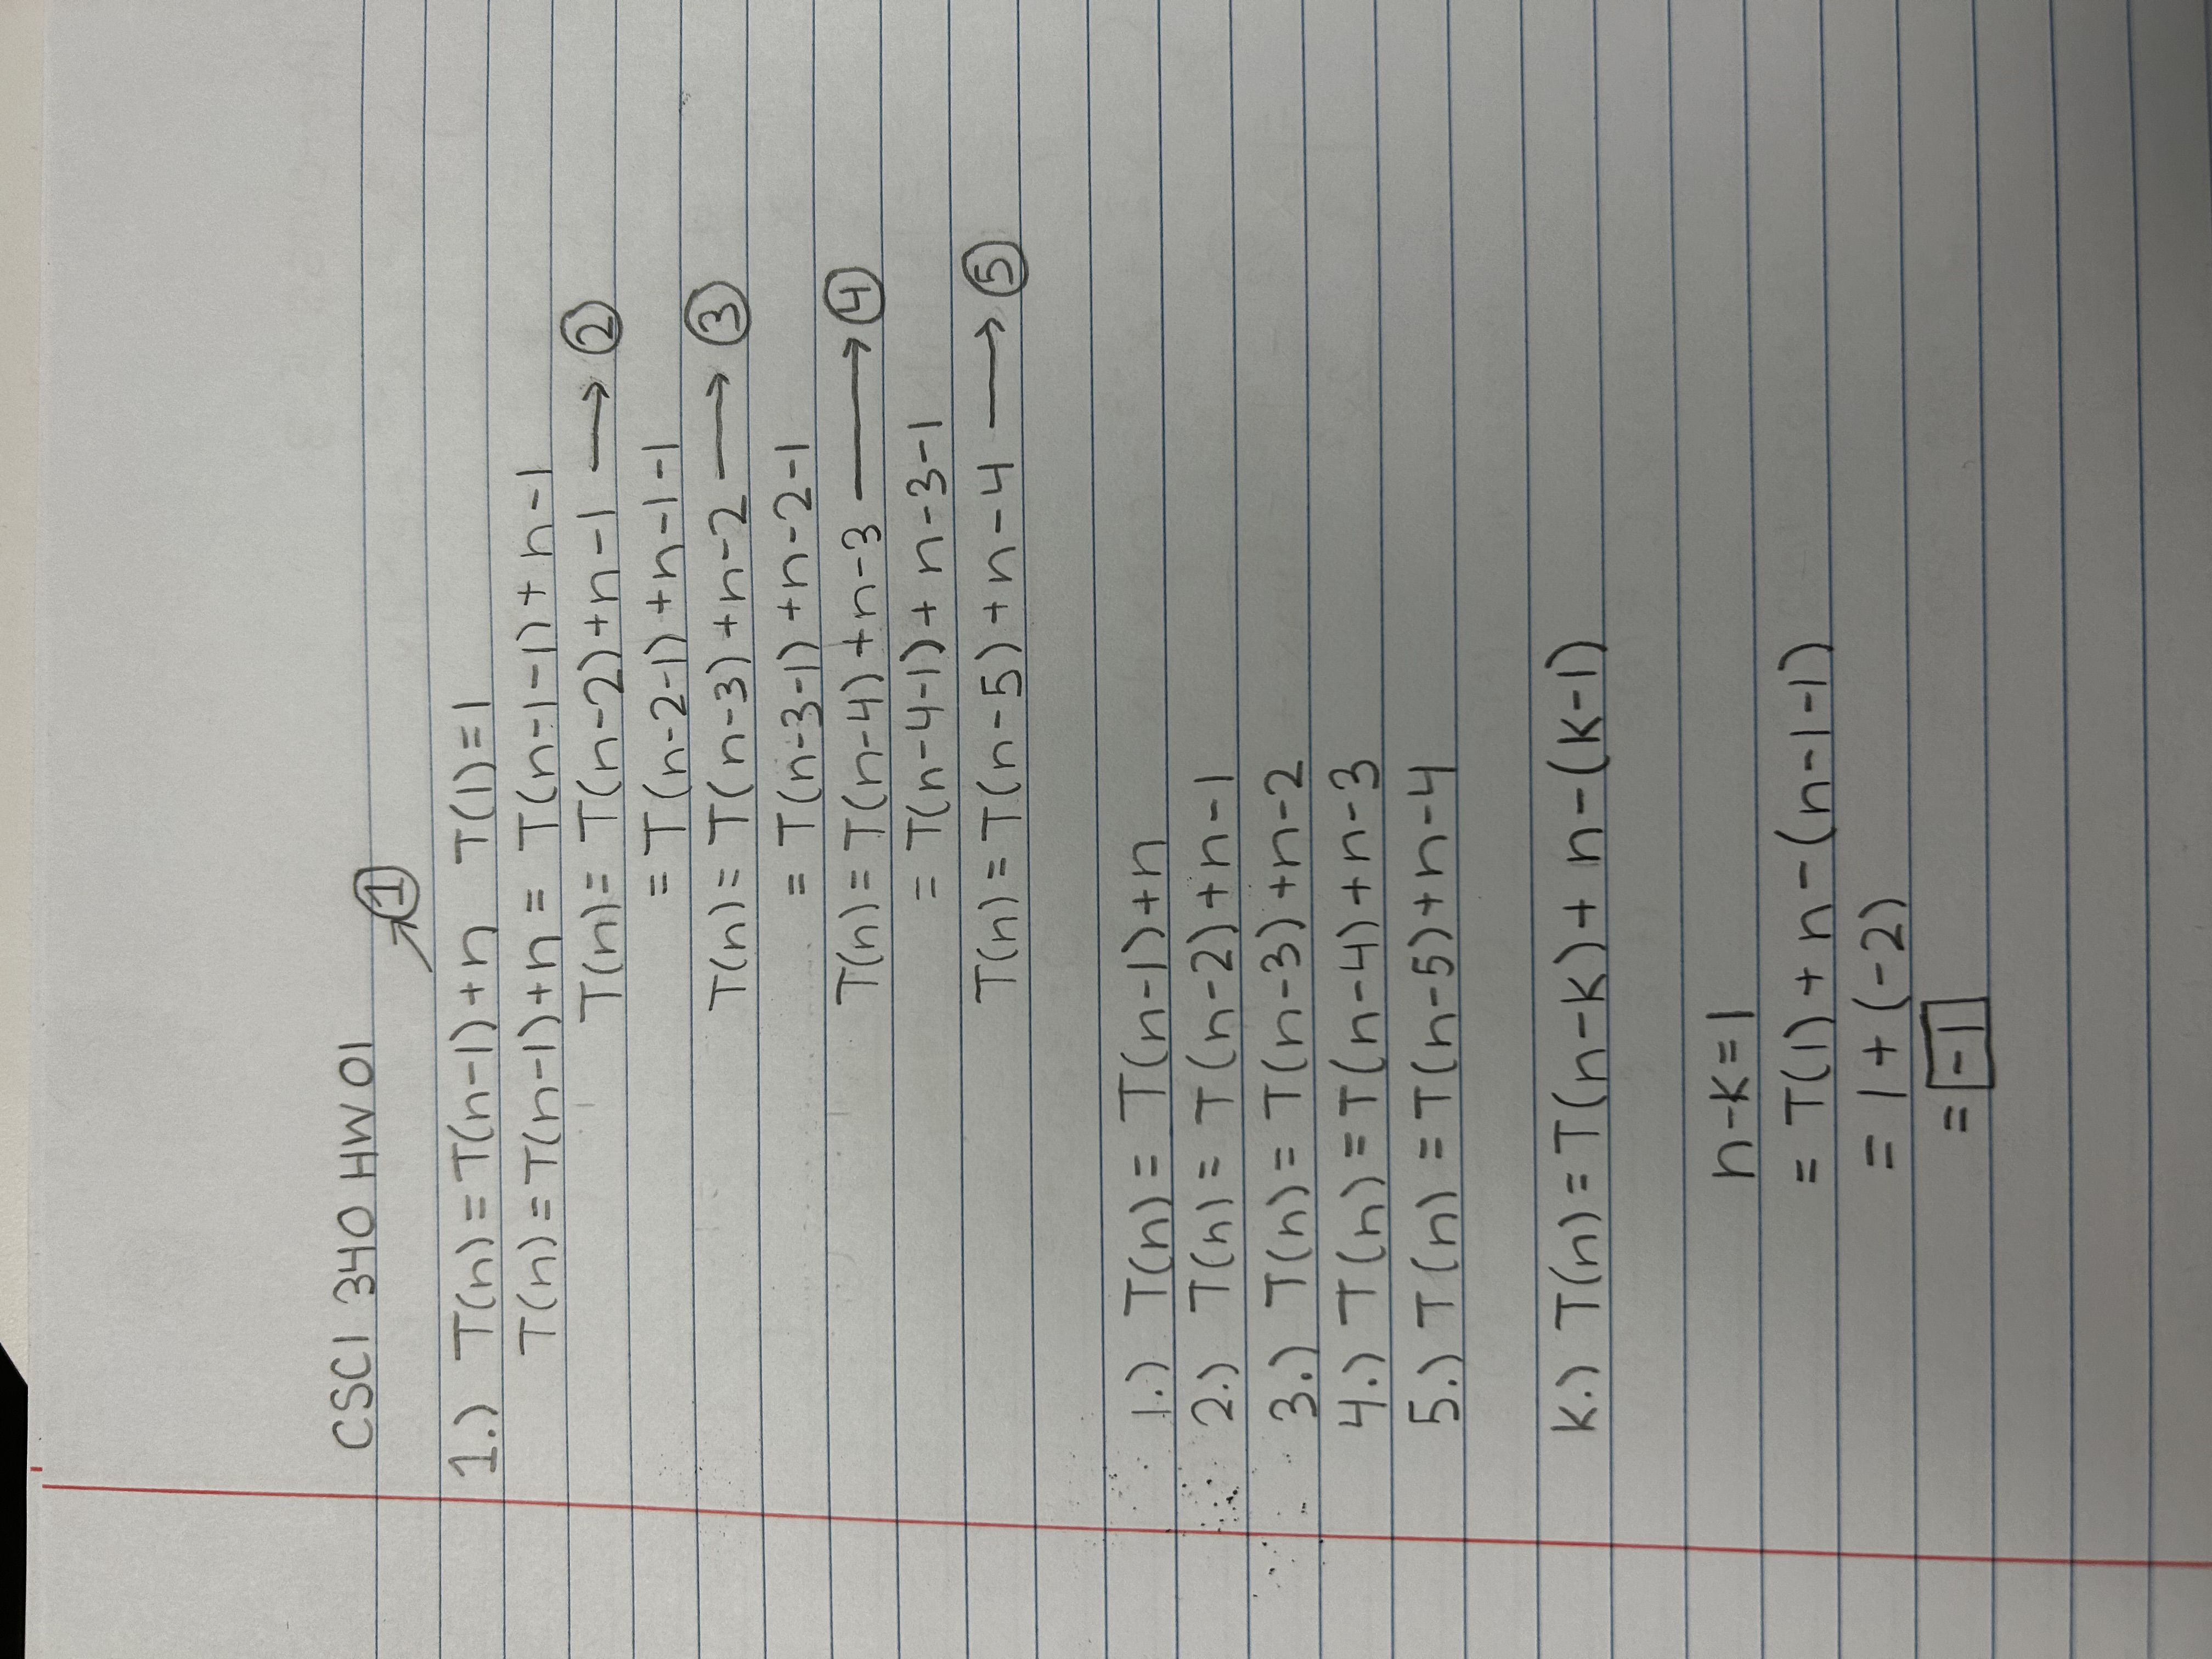 CSCI 340 HW 01
①
1.) T(n) = T(n-1) + n T(1) = 1
T(n) = T(n-1) + n = T(n-1-1) + n-1
T(n) = T(n-2) + n-1 → ②
= T(n-2-1) + n-1-1
T(n) = T(n-3) + n-2 → ③
= T(n-3-1) + n-2-1
T(n) = T(n-4) + n-3 → ④
= T(n-4-1) + n-3-1
T(n) = T(n-5) + n-4 → ⑤
1.) T(n) = T(n-1) + n
2.) T(n) = T(n-2) + n-1
3.) T(n) = T(n-3) + n-2
4.) T(n) = T(n-4) + n-3
5.) T(n) = T(n-5) + n-4
K.) T(n) = T(n-K) + n-(K-1)
n-K = 1
= T(1) + n-(n-1-1)
= 1 + (-2)
= -1